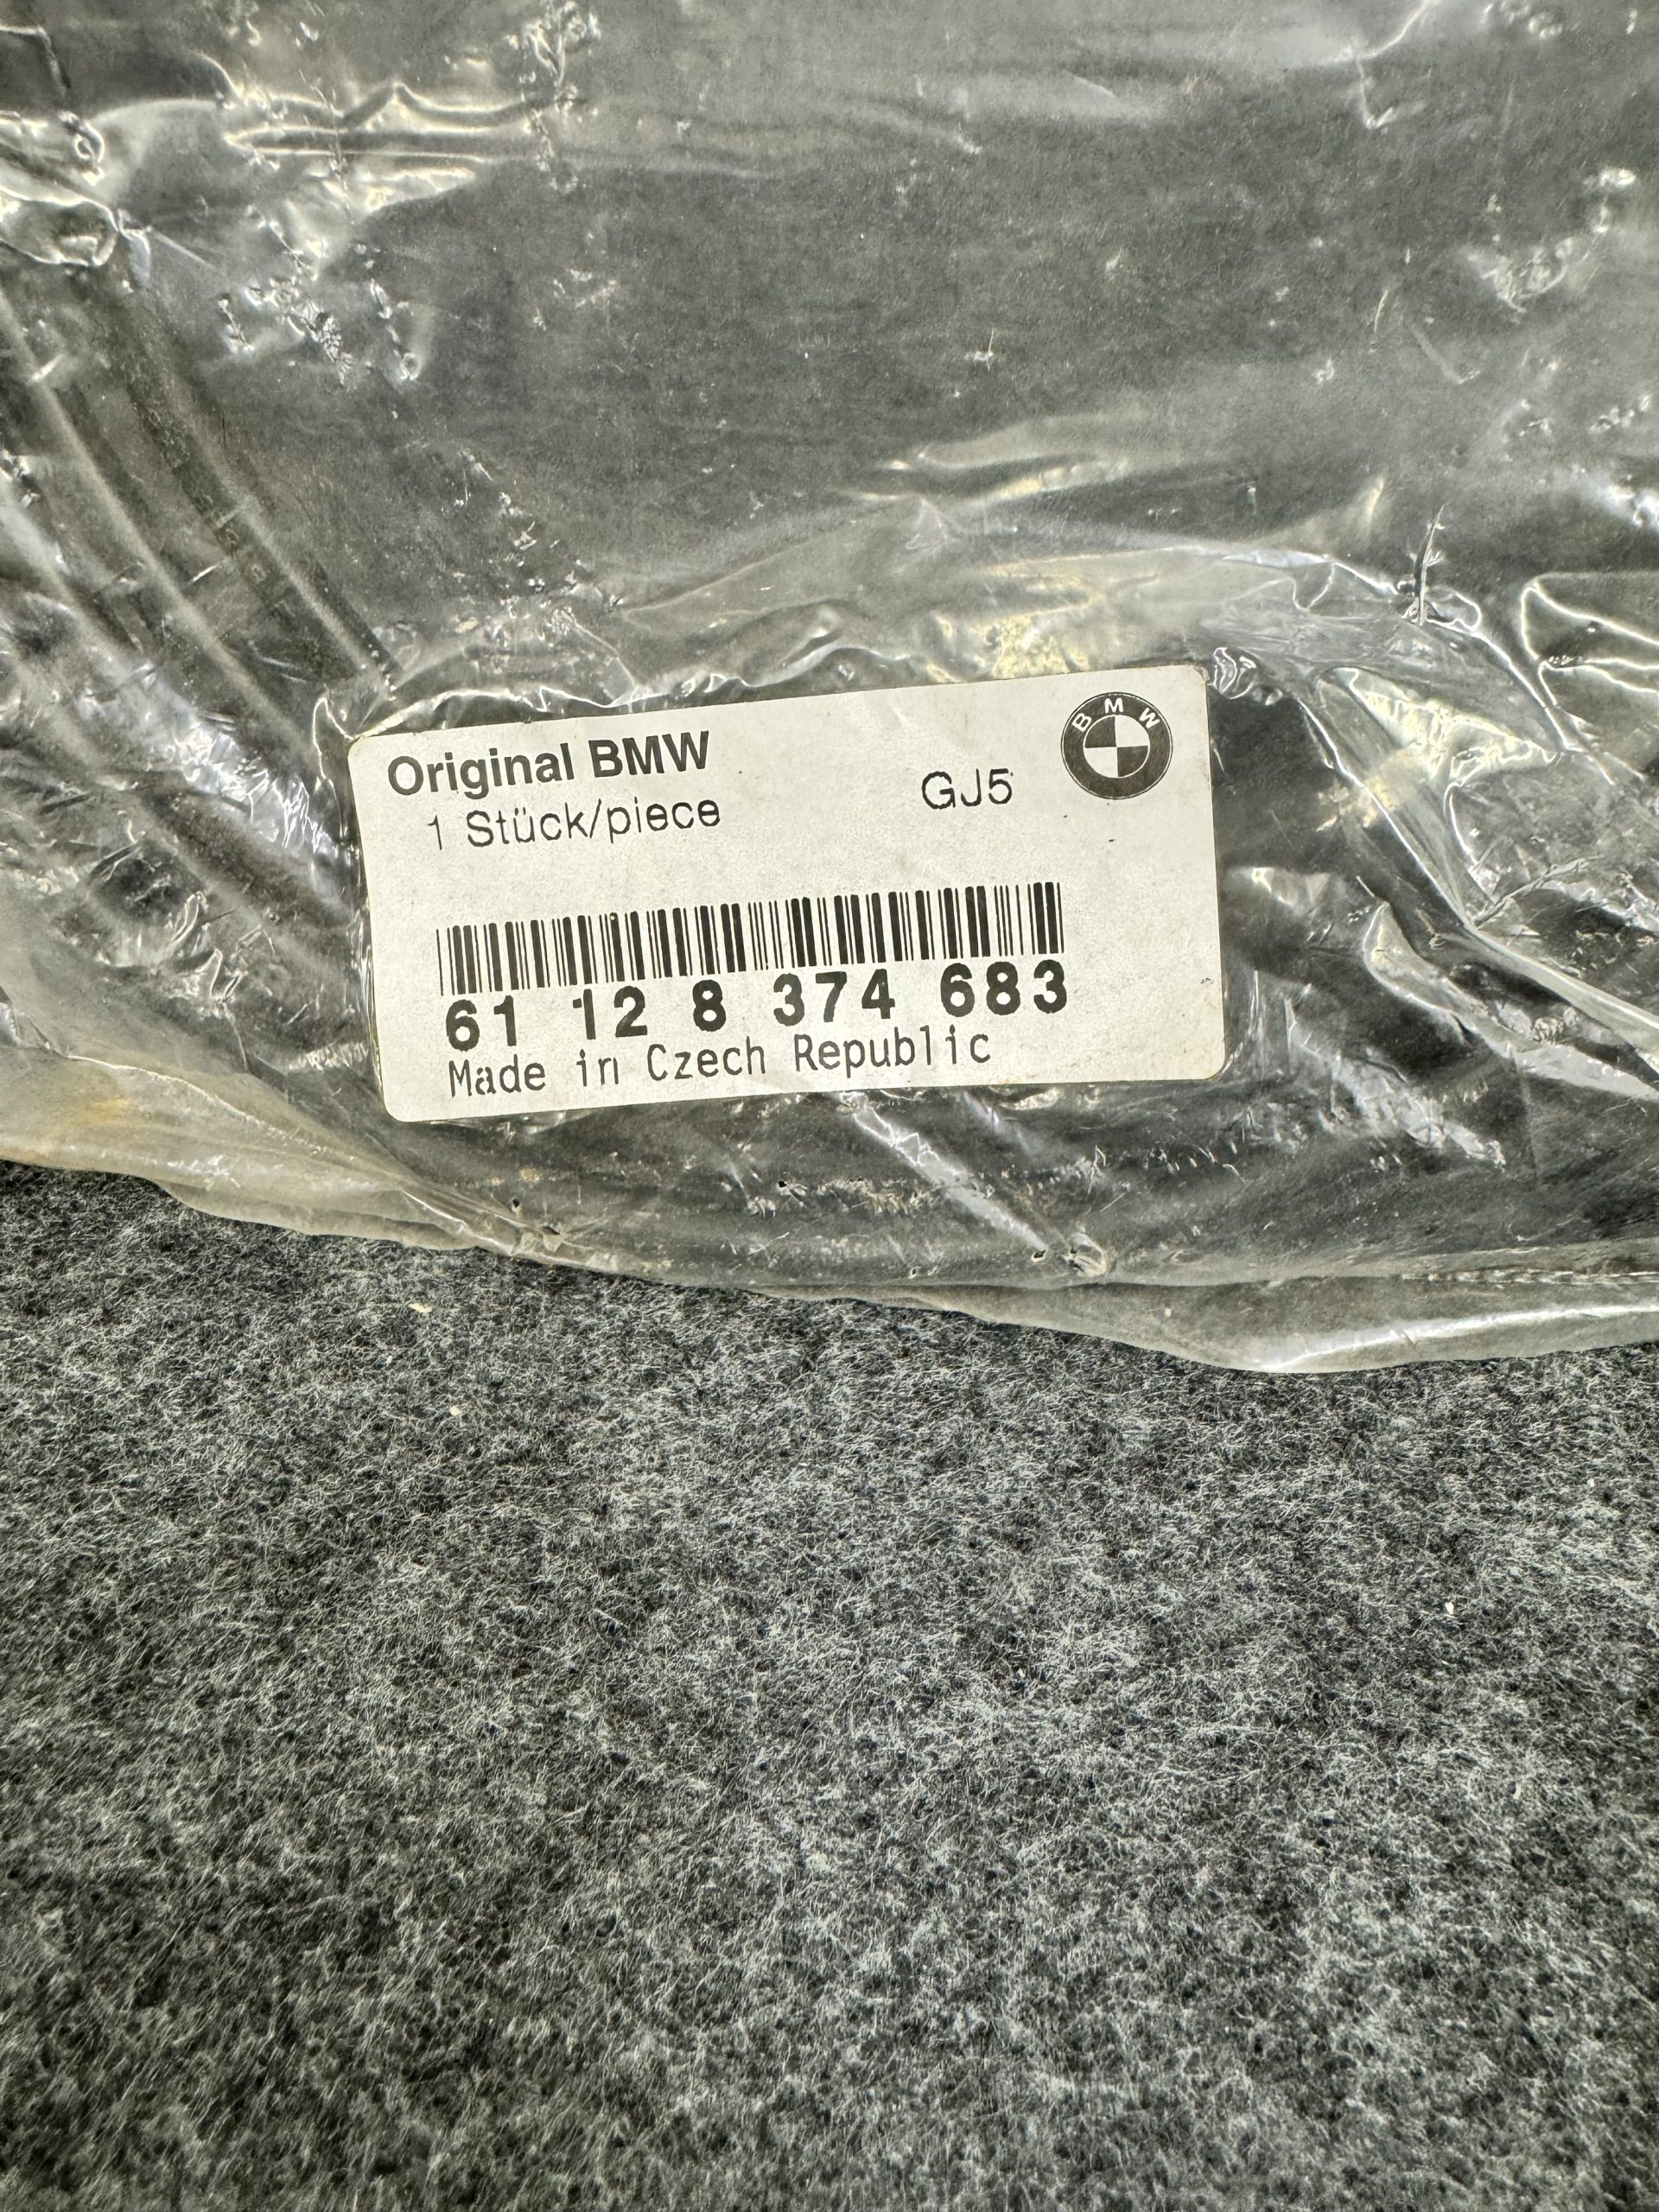 Original BMW
1 Stück/piece
GJ5
BMW
61 12 8 374 683
Made in Czech Republic